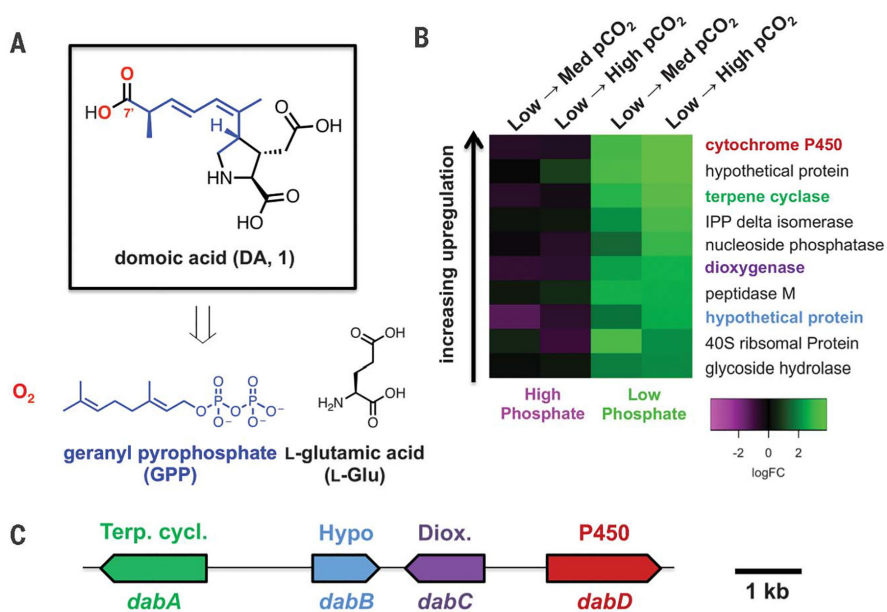 A
O
HO
7'
H
O
OH
HN
O
HO
domoic acid (DA, 1)
O₂
O
O
O
P
P
O⁻
O⁻
O⁻
geranyl pyrophosphate
(GPP)
O
OH
O
H₂N
OH
L-glutamic acid
(L-Glu)
B
Low → Med pCO₂
Low → High pCO₂
Low → Med pCO₂
Low → High pCO₂
increasing upregulation
cytochrome P450
hypothetical protein
terpene cyclase
IPP delta isomerase
nucleoside phosphatase
dioxygenase
peptidase M
hypothetical protein
40S ribsomal Protein
glycoside hydrolase
High
Phosphate
Low
Phosphate
-2 0 2
logFC
C
Terp. cycl. Hypo Diox. P450
dabA dabB dabC dabD
1 kb